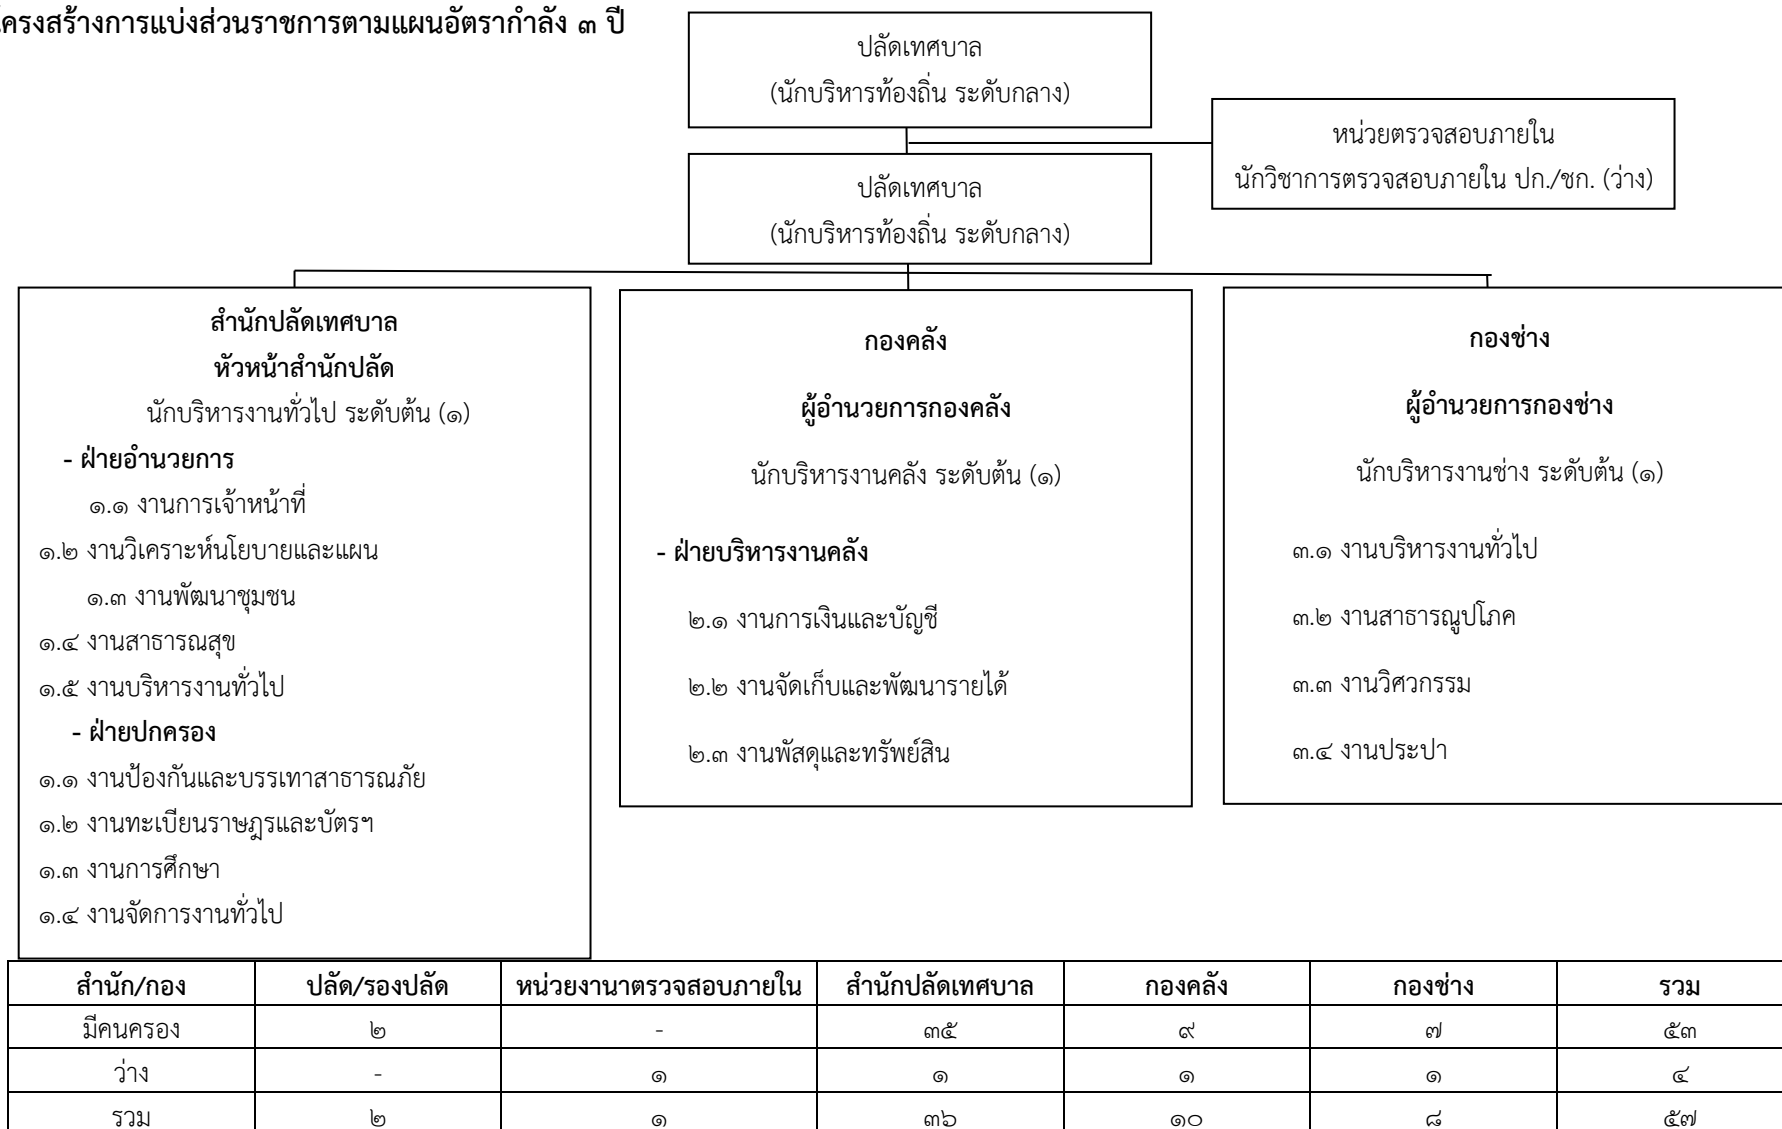 ครงสร้างการแบ่งส่วนราชการตามแผนอัตรากำลัง ๓ ปี
ปลัดเทศบาล
(นักบริหารท้องถิ่น ระดับกลาง)
หน่วยตรวจสอบภายใน
นักวิชาการตรวจสอบภายใน ปก./ชก. (ว่าง)
ปลัดเทศบาล
(นักบริหารท้องถิ่น ระดับกลาง)
สำนักปลัดเทศบาล
หัวหน้าสำนักปลัด
นักบริหารงานทั่วไป ระดับต้น (๑)
- ฝ่ายอำนวยการ
๑.๑ งานการเจ้าหน้าที่
๑.๒ งานวิเคราะห์นโยบายและแผน
๑.๓ งานพัฒนาชุมชน
๑.๔ งานสาธารณสุข
๑.๕ งานบริหารงานทั่วไป
- ฝ่ายปกครอง
๑.๑ งานป้องกันและบรรเทาสาธารณภัย
๑.๒ งานทะเบียนราษฎรและบัตรฯ
๑.๓ งานการศึกษา
๑.๔ งานจัดการงานทั่วไป
กองคลัง
ผู้อำนวยการกองคลัง
นักบริหารงานคลัง ระดับต้น (๑)
- ฝ่ายบริหารงานคลัง
๒.๑ งานการเงินและบัญชี
๒.๒ งานจัดเก็บและพัฒนารายได้
๒.๓ งานพัสดุและทรัพย์สิน
กองช่าง
ผู้อำนวยการกองช่าง
นักบริหารงานช่าง ระดับต้น (๑)
๓.๑ งานบริหารงานทั่วไป
๓.๒ งานสาธารณูปโภค
๓.๓ งานวิศวกรรม
๓.๔ งานประปา
สำนัก/กอง ปลัด/รองปลัด หน่วยงานาตรวจสอบภายใน สำนักปลัดเทศบาล กองคลัง กองช่าง รวม
มีคนครอง ๒ - ๓๕ ๙ ๗ ๕๓
ว่าง - ๑ ๑ ๑ ๑ ๔
รวม ๒ ๑ ๓๖ ๑๐ ๘ ๕๗